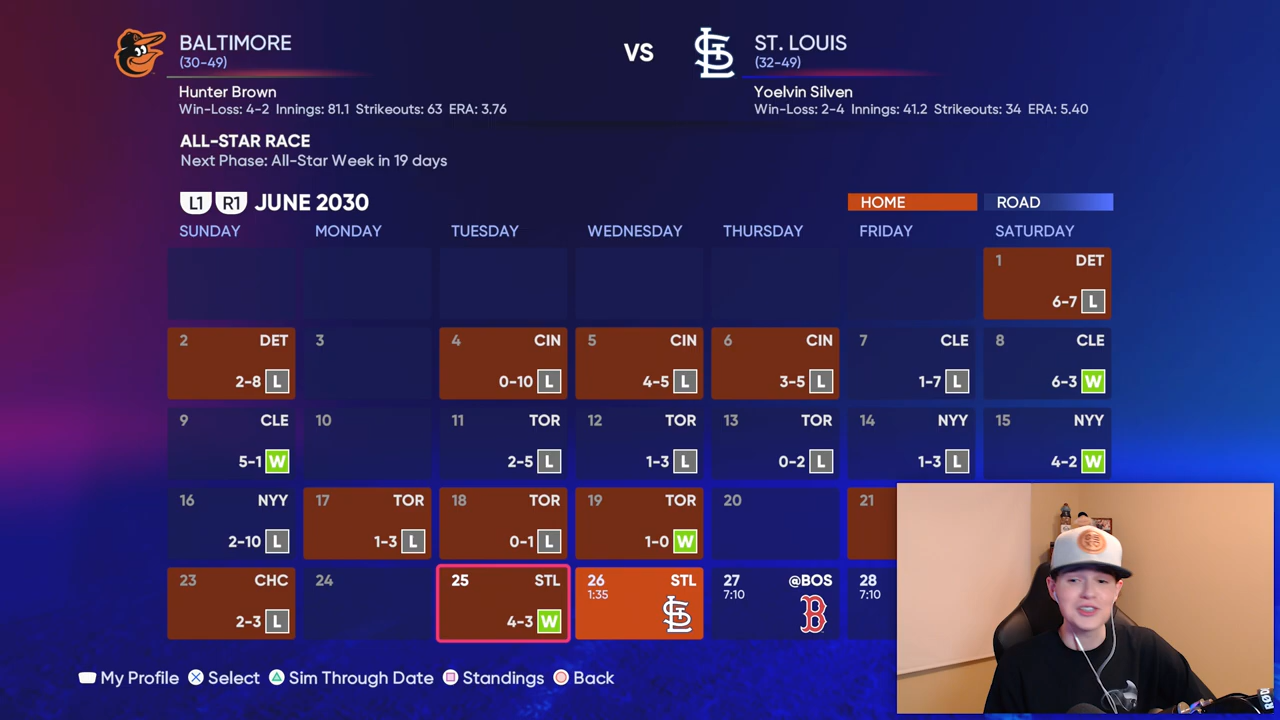 BALTIMORE
(30-49)
VS
ST. LOUIS
(32-49)
Hunter Brown
Win-Loss: 4-2 Innings: 81.1 Strikeouts: 63 ERA: 3.76
Yoelvin Silven
Win-Loss: 2-4 Innings: 41.2 Strikeouts: 34 ERA: 5.40
ALL-STAR RACE
Next Phase: All-Star Week in 19 days
L1 R1 JUNE 2030
HOME
ROAD
SUNDAY MONDAY TUESDAY WEDNESDAY THURSDAY FRIDAY SATURDAY
1 DET
6-7 L
2 DET 3 4 CIN 5 CIN 6 CIN 7 CLE 8 CLE
2-8 L 0-10 L 4-5 L 3-5 L 1-7 L 6-3 W
9 CLE 10 11 TOR 12 TOR 13 TOR 14 NYY 15 NYY
5-1 W 2-5 L 1-3 L 0-2 L 1-3 L 4-2 W
16 NYY 17 TOR 18 TOR 19 TOR 20 21
2-10 L 1-3 L 0-1 L 1-0 W
23 CHC 24 25 STL 26 STL 27 @BOS 28
1:35 7:10 7:10
2-3 L 4-3 W
My Profile Select Sim Through Date Standings Back